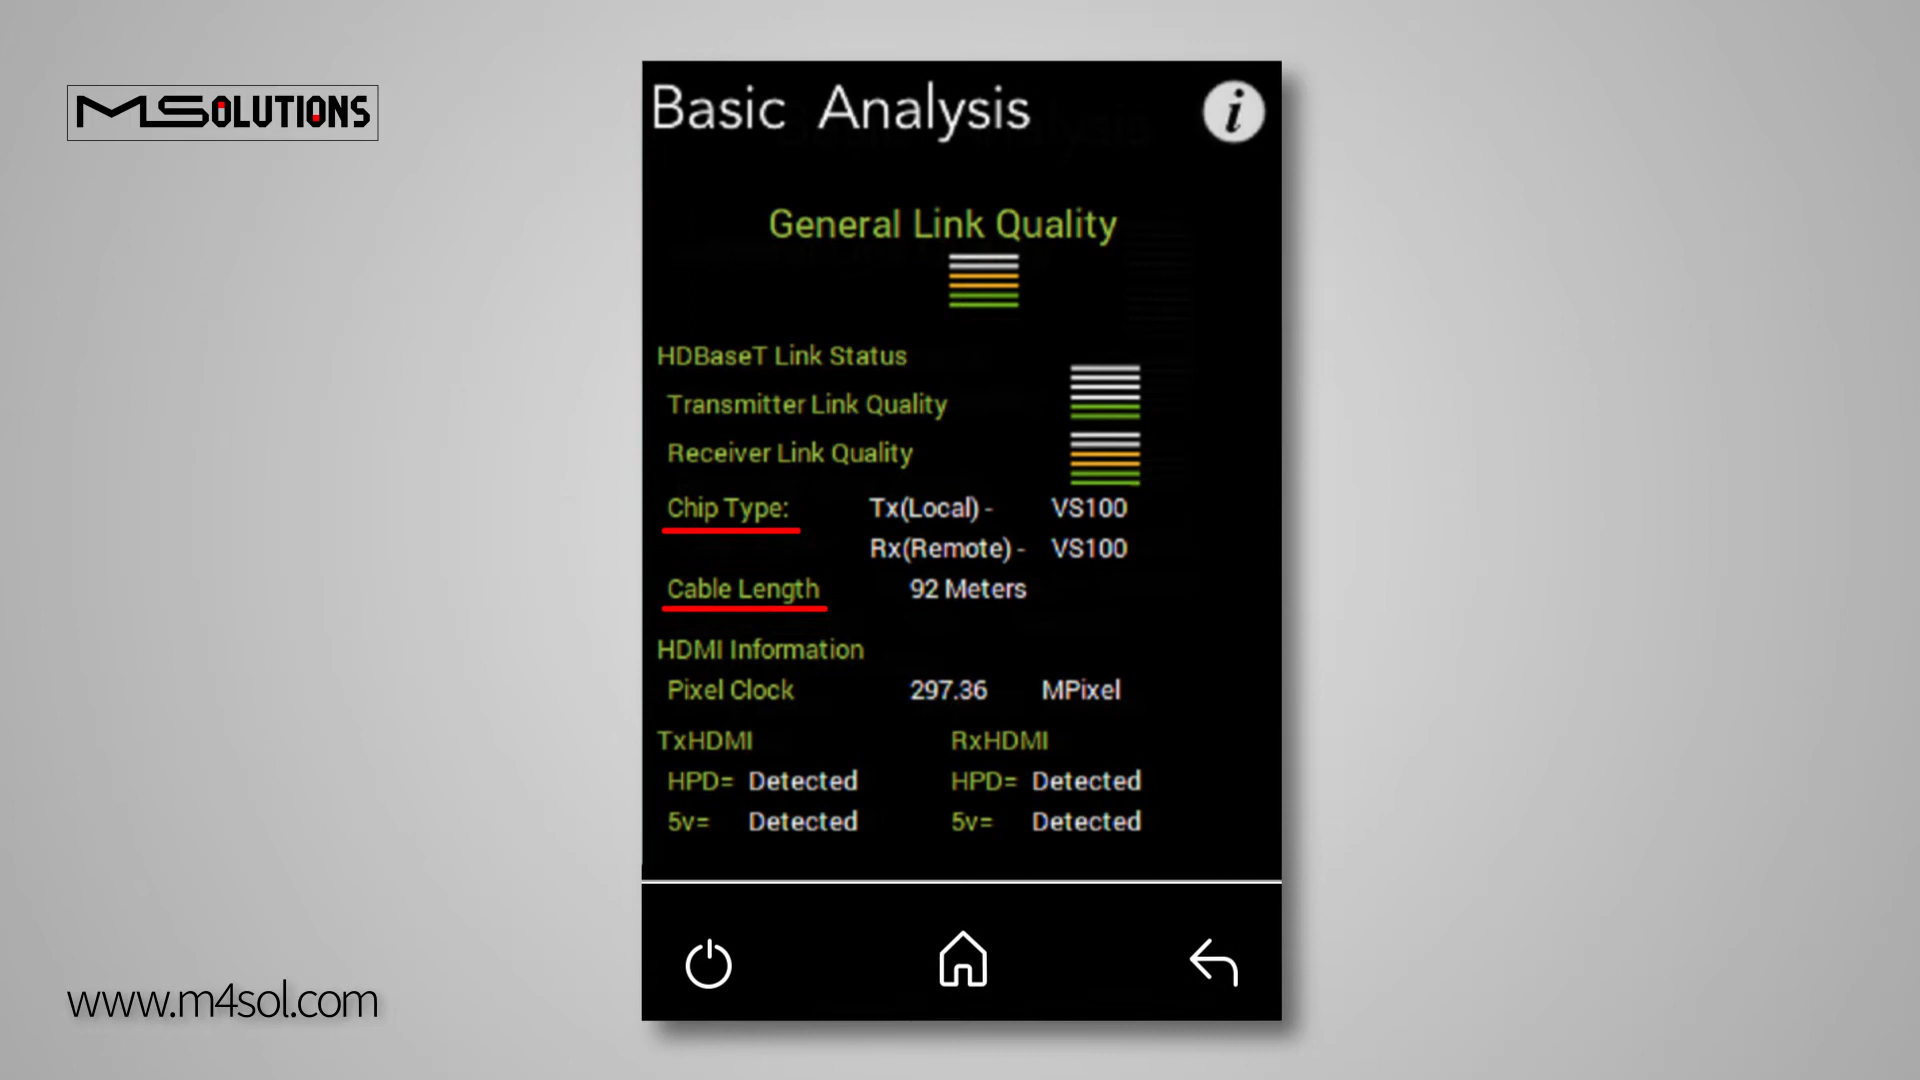 MSOLUTIONS
Basic Analysis
i
General Link Quality
HDBaseT Link Status
Transmitter Link Quality
Receiver Link Quality
Chip Type: Tx(Local) - VS100
Rx(Remote) - VS100
Cable Length 92 Meters
HDMI Information
Pixel Clock 297.36 MPixel
TxHDMI RxHDMI
HPD= Detected HPD= Detected
5v= Detected 5v= Detected
www.m4sol.com